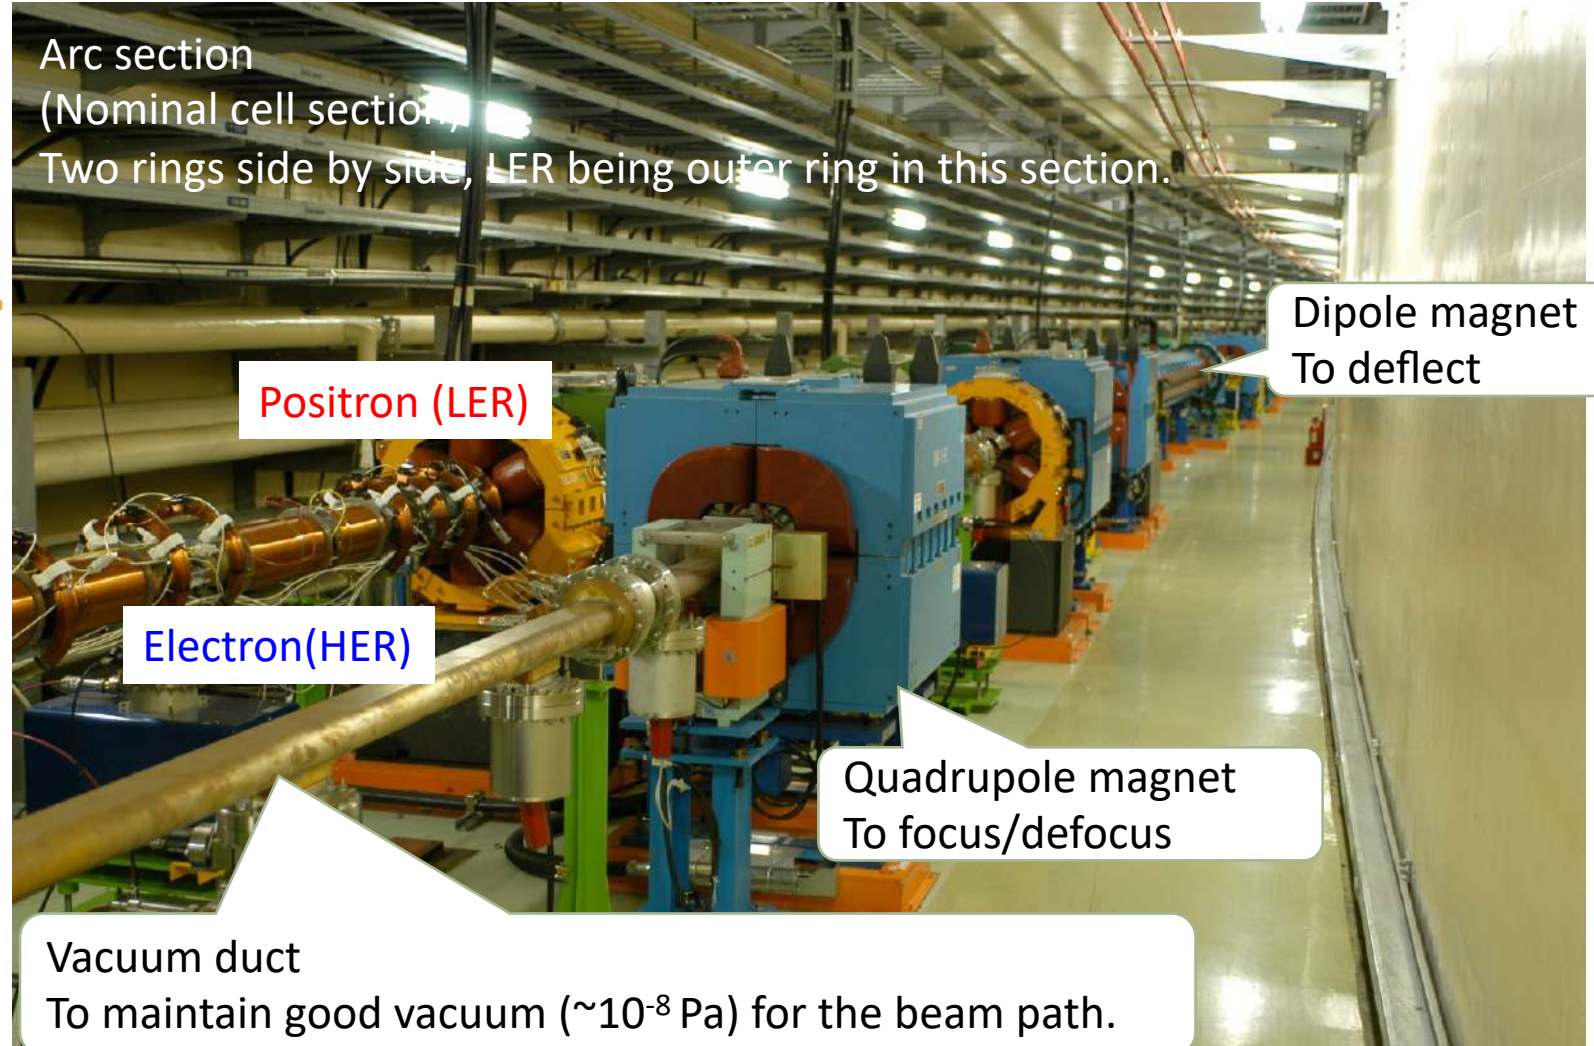 Arc section
(Nominal cell section)
Two rings side by side, LER being outer ring in this section.
Dipole magnet
To deflect
Positron (LER)
Electron(HER)
Quadrupole magnet
To focus/defocus
Vacuum duct
To maintain good vacuum (~10⁻⁸ Pa) for the beam path.